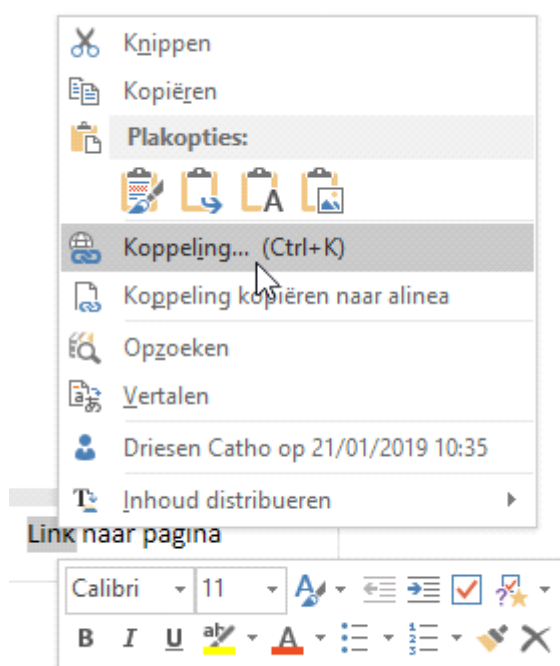 Knippen
Kopiëren
Plakopties:
Koppeling... (Ctrl+K)
Koppeling kopiëren naar alinea
Opzoeken
Vertalen
Driesen Catho op 21/01/2019 10:35
Inhoud distribueren
Link naar pagina
Calibri 11
B I U ab A